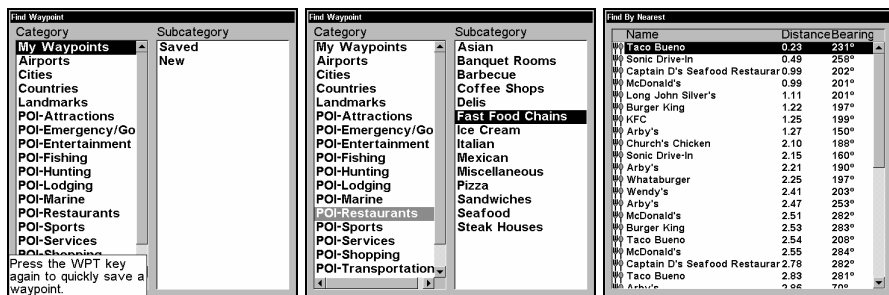 Find Waypoint
Category Subcategory
My Waypoints Saved
Airports New
Cities
Countries
Landmarks
POI-Attractions
POI-Emergency/Go
POI-Entertainment
POI-Fishing
POI-Hunting
POI-Lodging
POI-Marine
POI-Restaurants
POI-Sports
POI-Services
POI-Shopping
Press the WPT key
again to quickly save a
waypoint.
Find Waypoint
Category Subcategory
My Waypoints Asian
Airports Banquet Rooms
Cities Barbecue
Countries Coffee Shops
Landmarks Delis
POI-Attractions Fast Food Chains
POI-Emergency/Go Ice Cream
POI-Entertainment Italian
POI-Fishing Mexican
POI-Hunting Miscellaneous
POI-Lodging Pizza
POI-Marine Sandwiches
POI-Restaurants Seafood
POI-Sports Steak Houses
POI-Services
POI-Shopping
POI-Transportation
Find By Nearest
Name Distance Bearing
Taco Bueno 0.23 231°
Sonic Drive-In 0.49 258°
Captain D's Seafood Restaurar 0.99 202°
McDonald's 0.99 201°
Long John Silver's 1.11 201°
Burger King 1.22 197°
KFC 1.25 199°
Arby's 1.27 150°
Church's Chicken 2.10 188°
Sonic Drive-In 2.15 160°
Arby's 2.21 190°
Whataburger 2.25 197°
Wendy's 2.41 203°
Arby's 2.47 253°
McDonald's 2.51 282°
Burger King 2.53 283°
Taco Bueno 2.54 208°
McDonald's 2.55 284°
Captain D's Seafood Restaurar 2.78 282°
Taco Bueno 2.83 281°
Arby's 2.86 70°